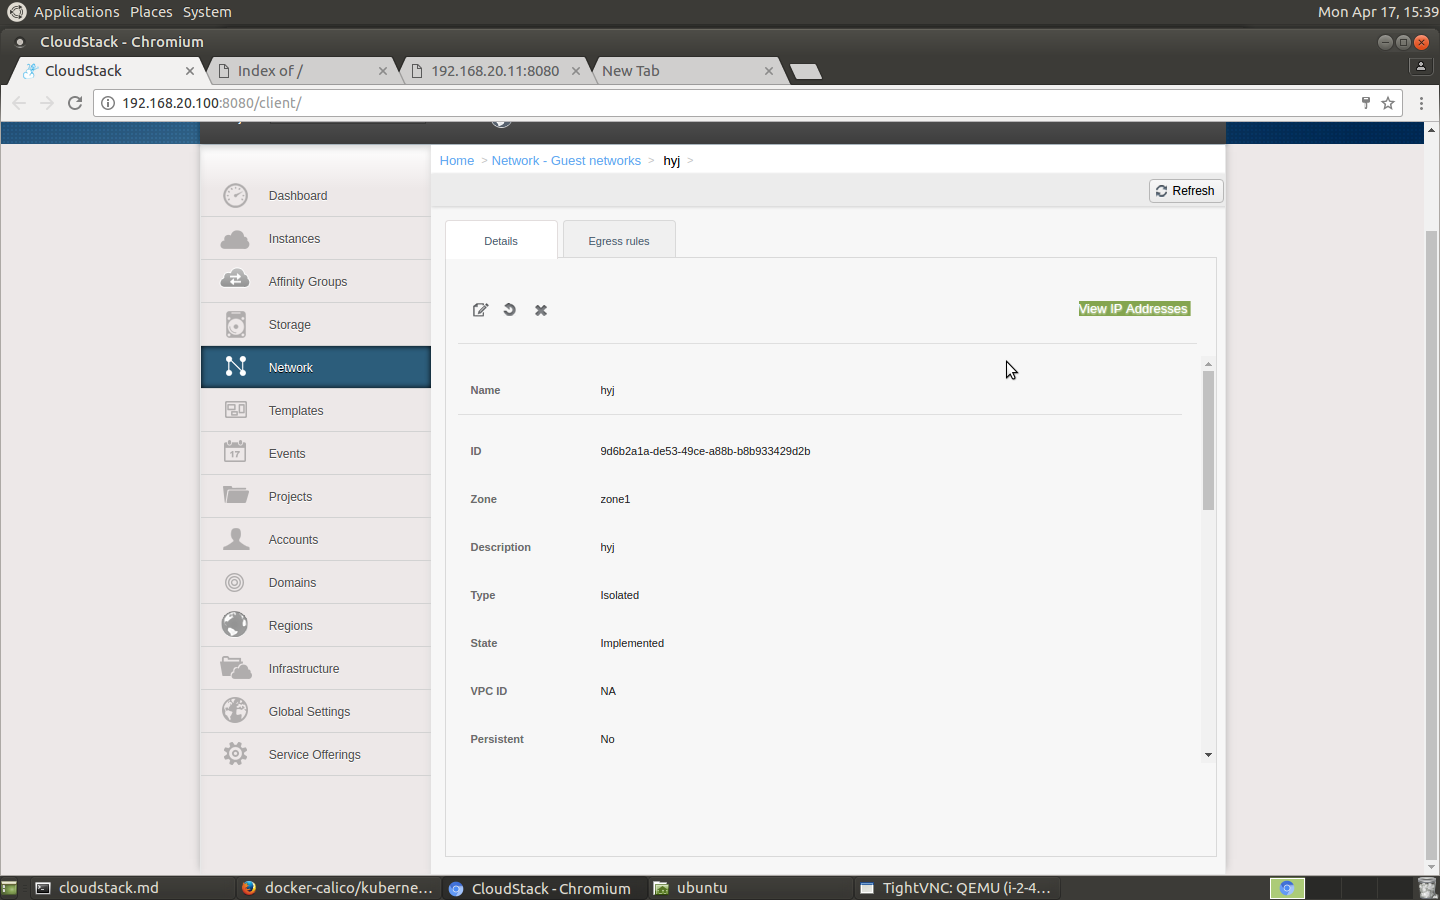 Applications Places System
Mon Apr 17, 15:39
CloudStack - Chromium
CloudStack
Index of /
192.168.20.11:8080
New Tab
192.168.20.100:8080/client/
Home > Network - Guest networks > hyj >
Refresh
Dashboard
Instances
Affinity Groups
Storage
Network
Templates
17
Events
Projects
Accounts
Domains
Regions
Infrastructure
Global Settings
Service Offerings
Details
Egress rules
View IP Addresses
Name hyj
ID 9d6b2a1a-de53-49ce-a88b-b8b933429d2b
Zone zone1
Description hyj
Type Isolated
State Implemented
VPC ID NA
Persistent No
cloudstack.md
docker-calico/kuberne...
CloudStack - Chromium
ubuntu
TightVNC: QEMU (i-2-4...